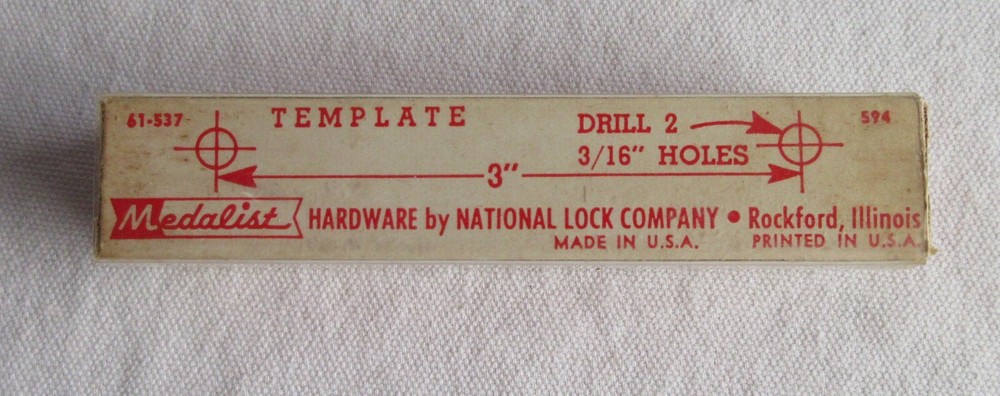 61-537 TEMPLATE DRILL 2 594
3/16" HOLES
3"
Medalist HARDWARE by NATIONAL LOCK COMPANY • Rockford, Illinois
MADE IN U.S.A. PRINTED IN U.S.A.